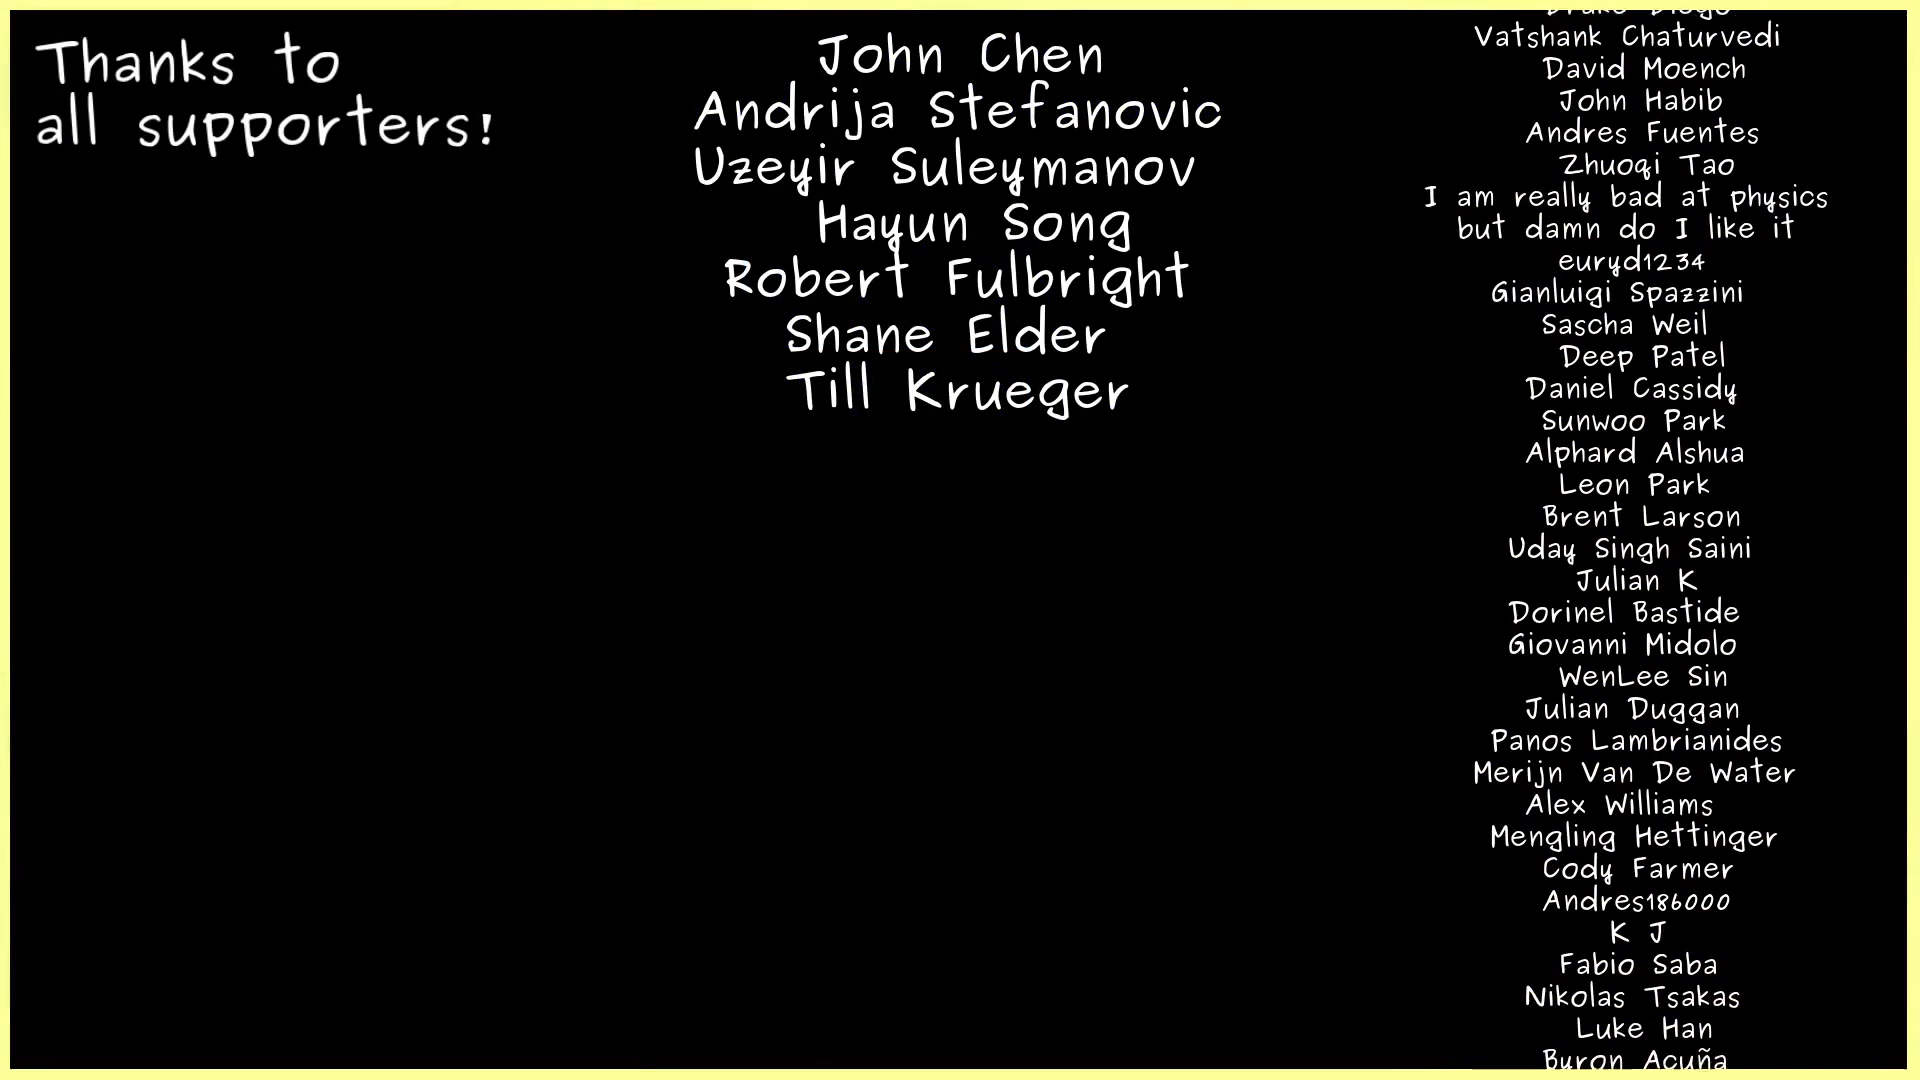 Thanks to
all supporters!
John Chen
Andrija Stefanovic
Uzeyir Suleymanov
Hayun Song
Robert Fulbright
Shane Elder
Till Krueger
Vatshank Chaturvedi
David Moench
John Habib
Andres Fuentes
Zhuoqi Tao
I am really bad at physics
but damn do I like it
euryd1234
Gianluigi Spazzini
Sascha Weil
Deep Patel
Daniel Cassidy
Sunwoo Park
Alphard Alshua
Leon Park
Brent Larson
Uday Singh Saini
Julian K
Dorinel Bastide
Giovanni Midolo
WenLee Sin
Julian Duggan
Panos Lambrianides
Merijn Van De Water
Alex Williams
Mengling Hettinger
Cody Farmer
Andres186000
K J
Fabio Saba
Nikolas Tsakas
Luke Han
Byron Acuña